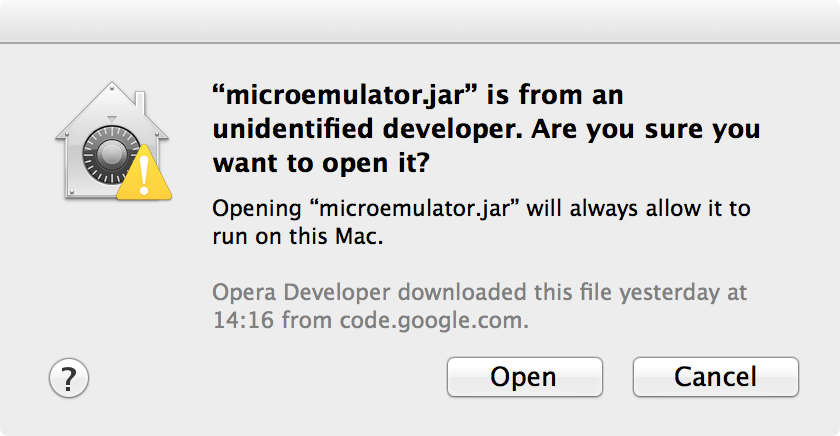 “microemulator.jar” is from an
unidentified developer. Are you sure you
want to open it?
Opening “microemulator.jar” will always allow it to
run on this Mac.
Opera Developer downloaded this file yesterday at
14:16 from code.google.com.
?
Open
Cancel